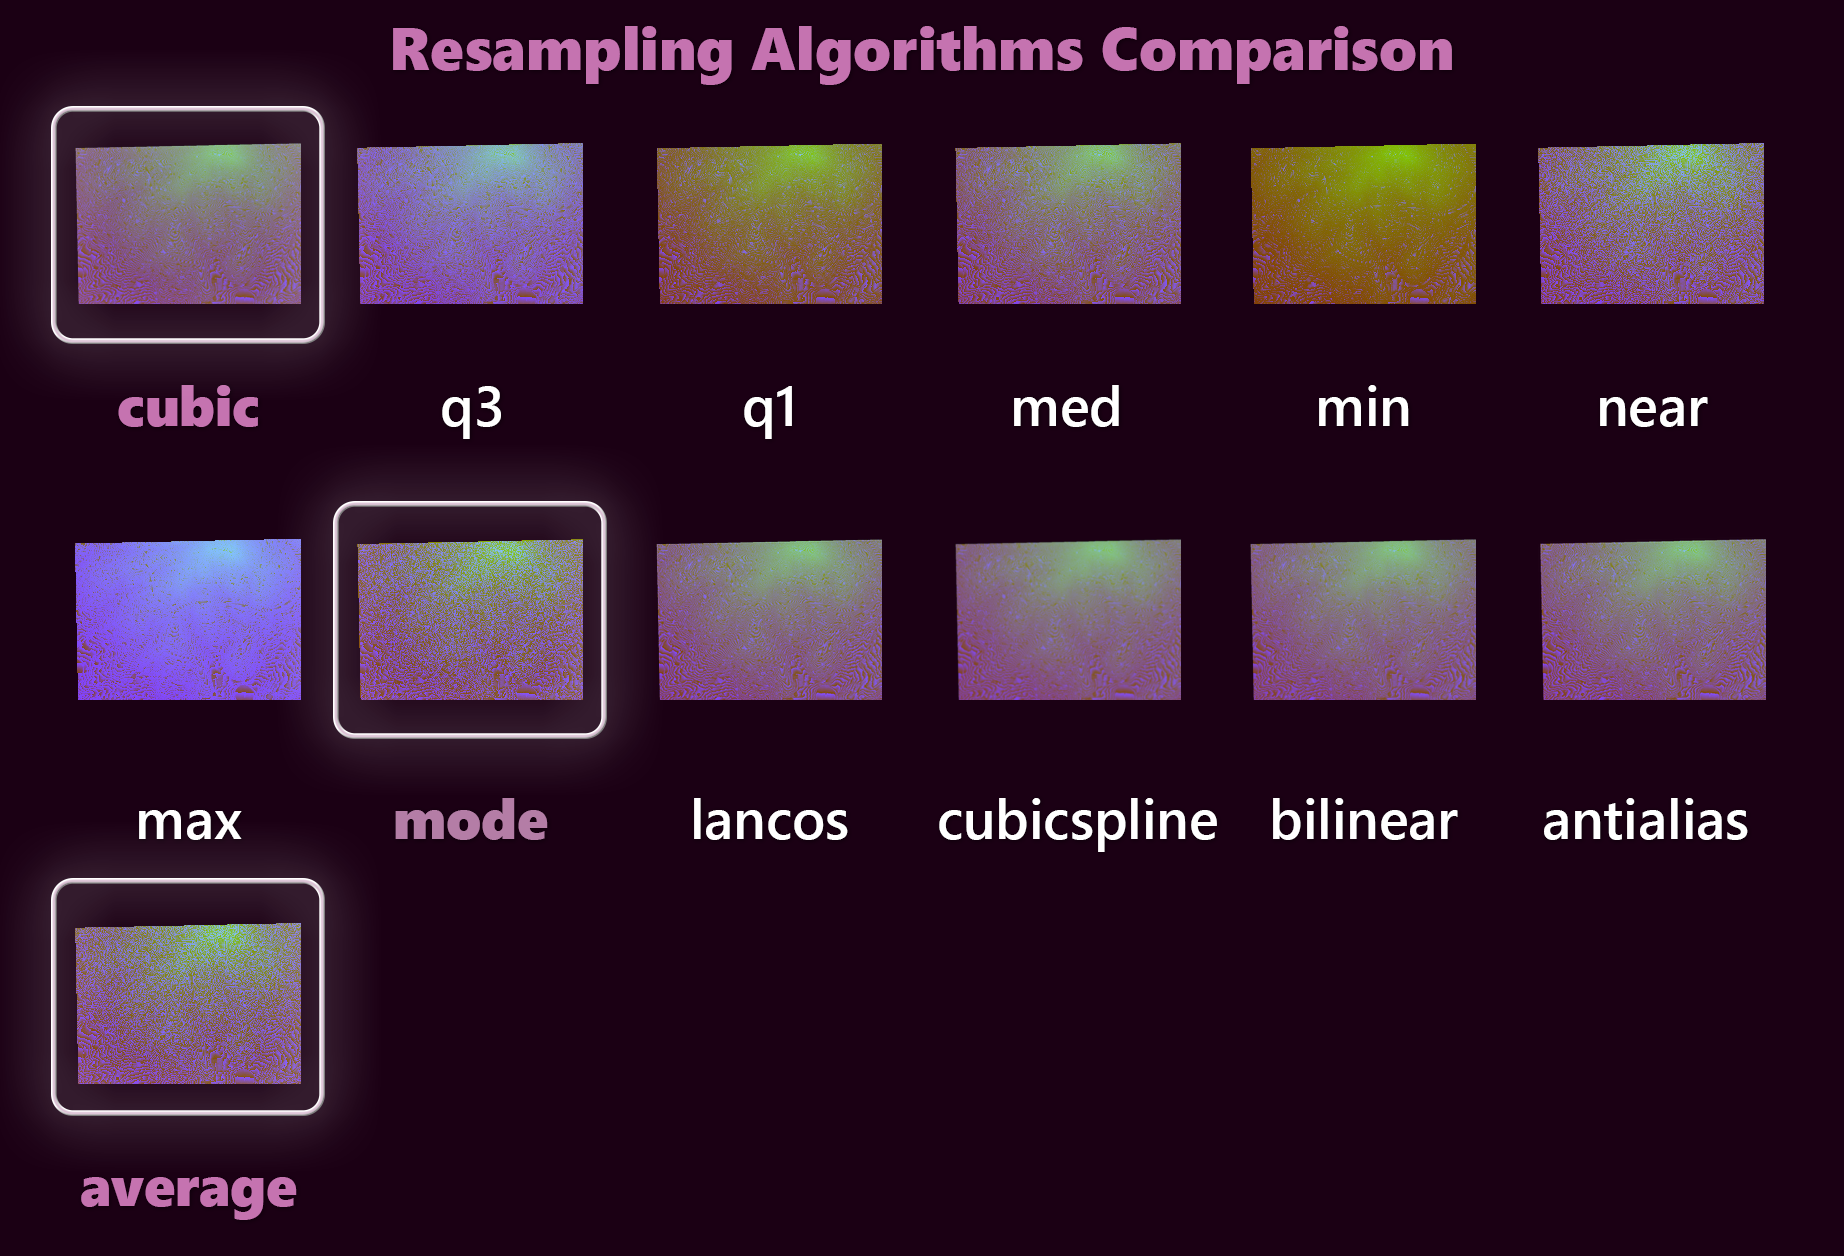 Resampling Algorithms Comparison
cubic
q3
q1
med
min
near
max
mode
lancos
cubicspline
bilinear
antialias
average